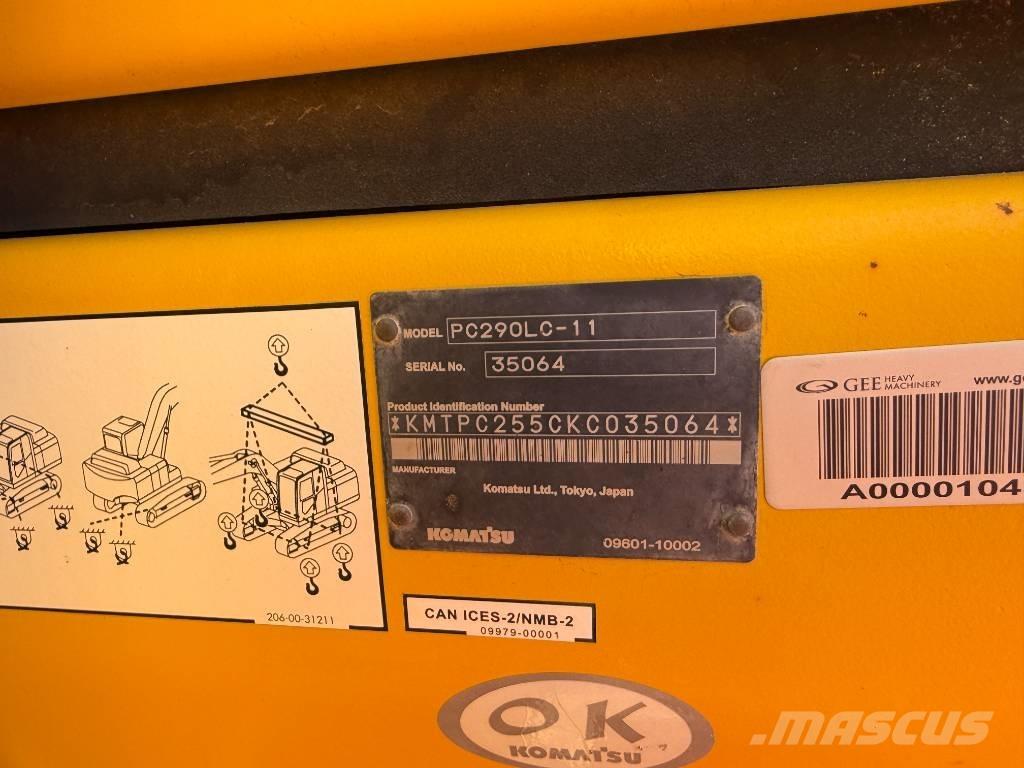 MODEL PC290LC-11
SERIAL No. 35064
Product Identification Number
*KMTPC255CKC035064*
MANUFACTURER
Komatsu Ltd., Tokyo, Japan
KOMATSU
09601-10002
206-00-31211
CAN ICES-2/NMB-2
09979-00001
OK
KOMATSU
GEE HEAVY MACHINERY
A0000104
.MASCUS